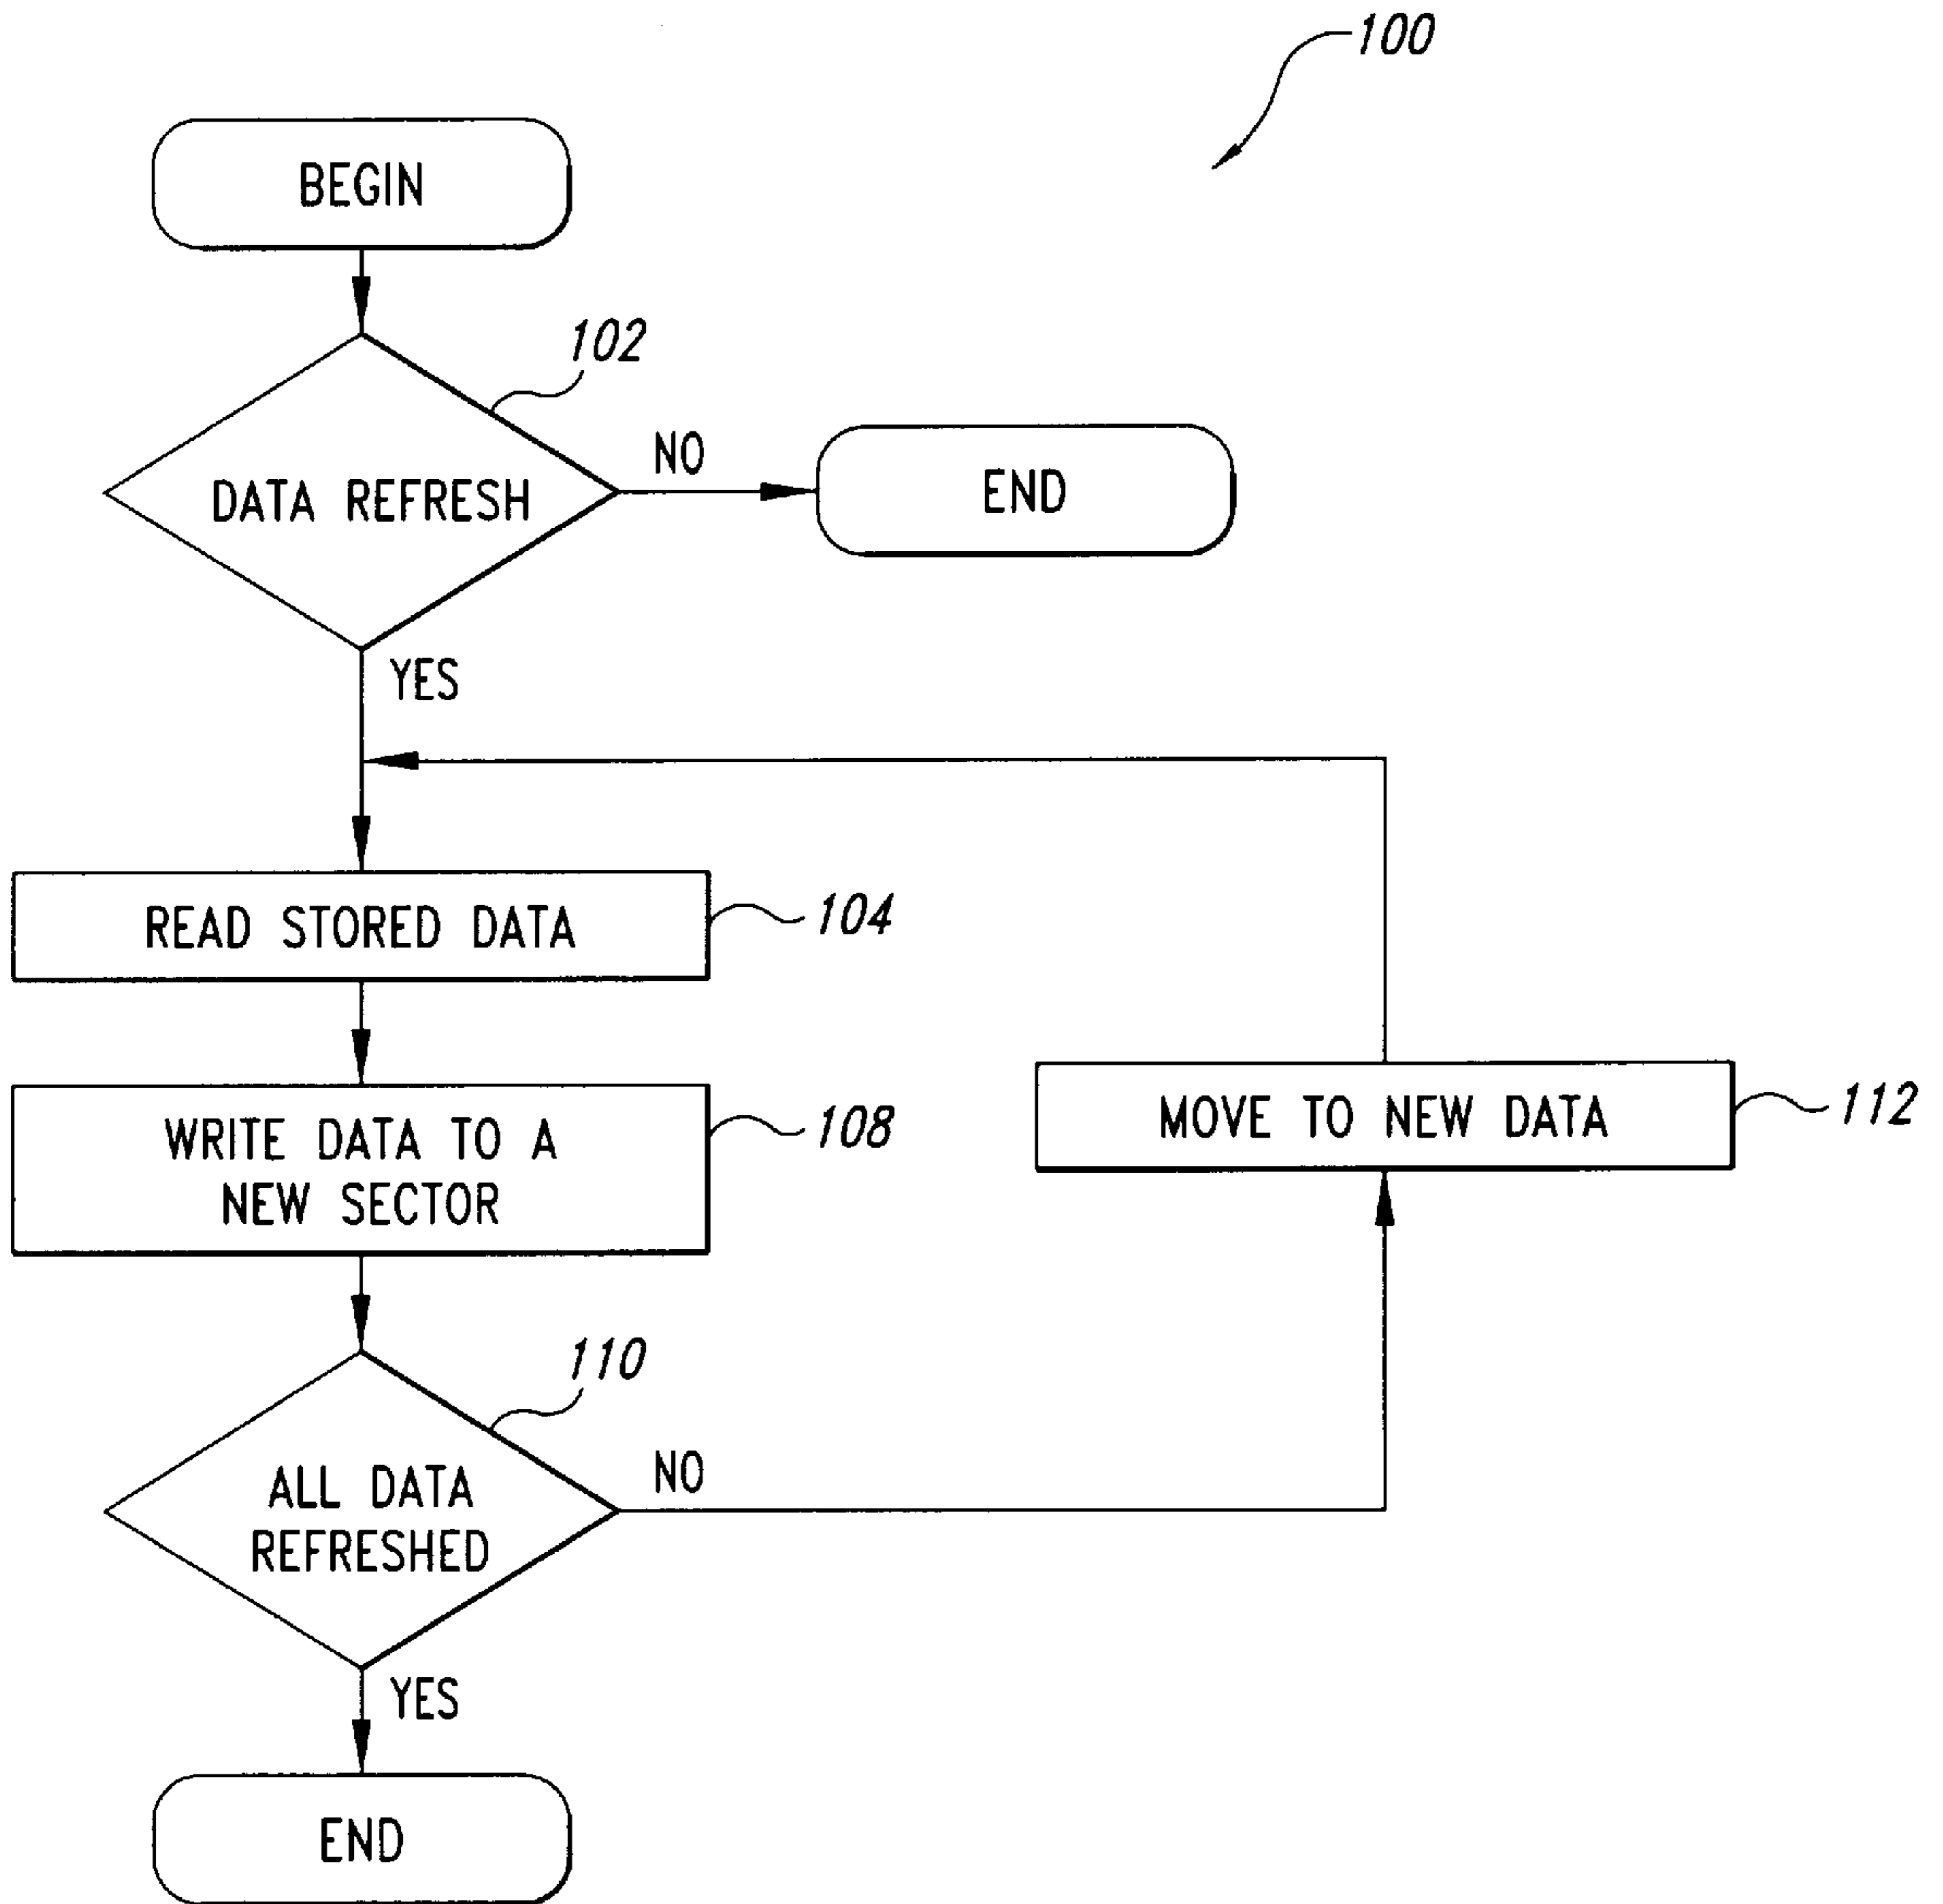 100
BEGIN
102
DATA REFRESH
NO
END
YES
READ STORED DATA
104
WRITE DATA TO A
NEW SECTOR
108
MOVE TO NEW DATA
112
110
ALL DATA
REFRESHED
NO
YES
END